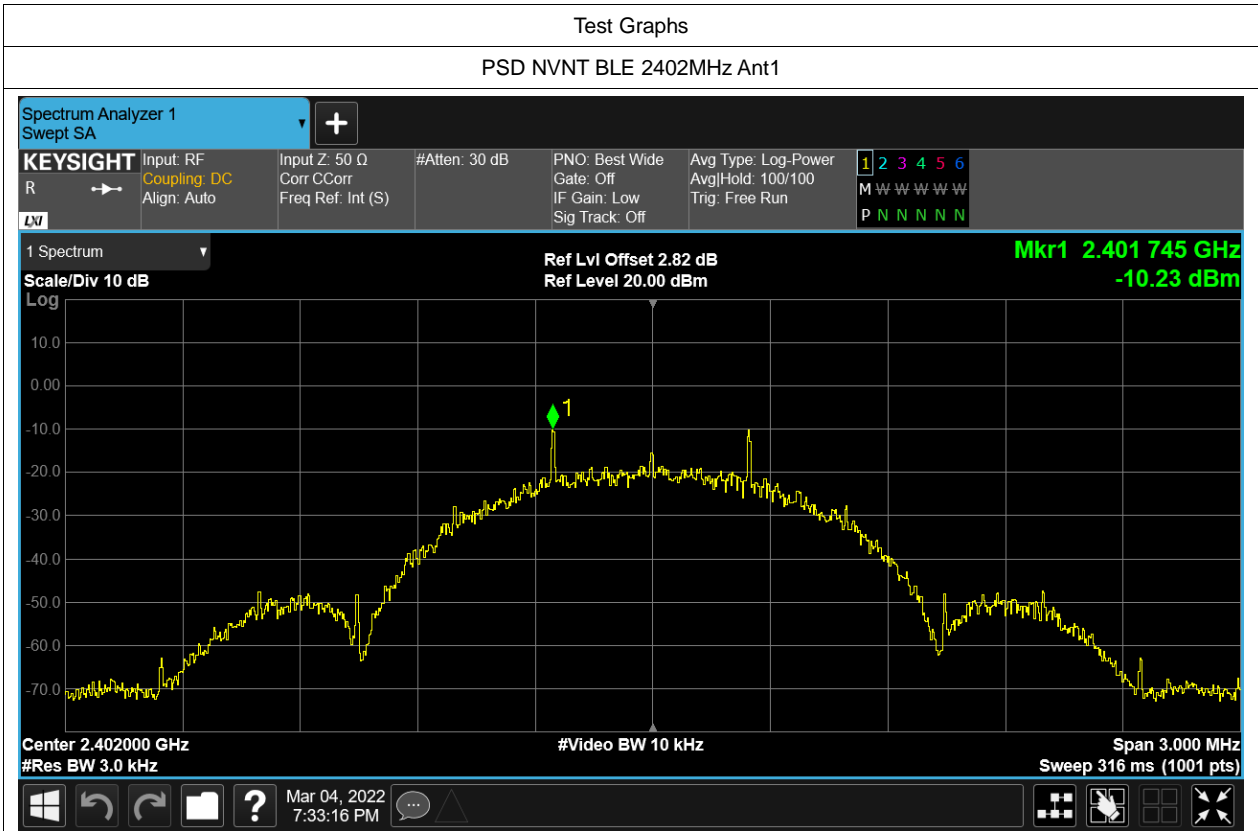 Test Graphs
PSD NVNT BLE 2402MHz Ant1
Spectrum Analyzer 1
Swept SA
KEYSIGHT
R
LXI
Input: RF
Coupling: DC
Align: Auto
Input Z: 50 Ω
Corr CCorr
Freq Ref: Int (S)
#Atten: 30 dB
PNO: Best Wide
Gate: Off
IF Gain: Low
Sig Track: Off
Avg Type: Log-Power
Avg|Hold: 100/100
Trig: Free Run
1 2 3 4 5 6
M W W W W W
P N N N N N
1 Spectrum
Scale/Div 10 dB
Log
Ref Lvl Offset 2.82 dB
Ref Level 20.00 dBm
Mkr1 2.401 745 GHz
-10.23 dBm
10.0
0.00
1
-10.0
-20.0
-30.0
-40.0
-50.0
-60.0
-70.0
Center 2.402000 GHz
#Res BW 3.0 kHz
#Video BW 10 kHz
Span 3.000 MHz
Sweep 316 ms (1001 pts)
?
Mar 04, 2022
7:33:16 PM